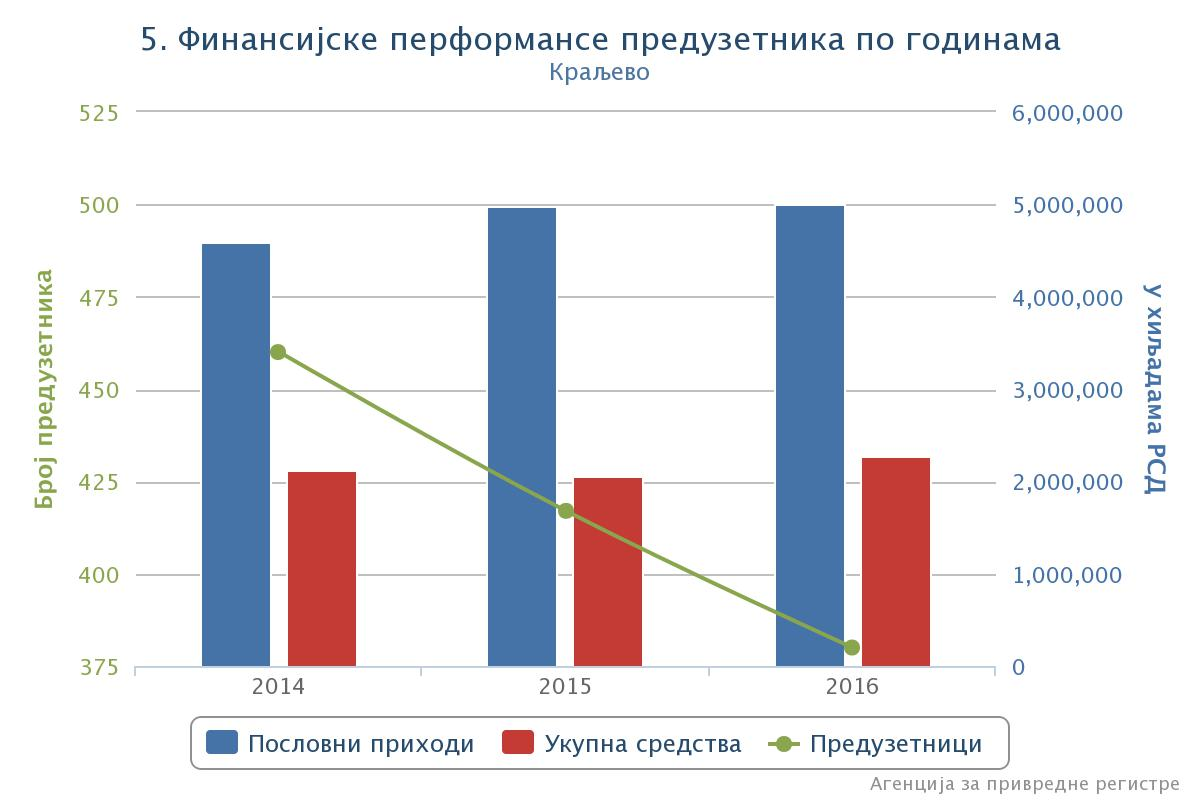 5. Финансијске перформансе предузетника по годинама
Краљево
Број предузетника
525
500
475
450
425
400
375
6,000,000
5,000,000
4,000,000
3,000,000
2,000,000
1,000,000
0
у хиљадама РСД
2014
2015
2016
Пословни приходи
Укупна средства
Предузетници
Агенција за привредне регистре